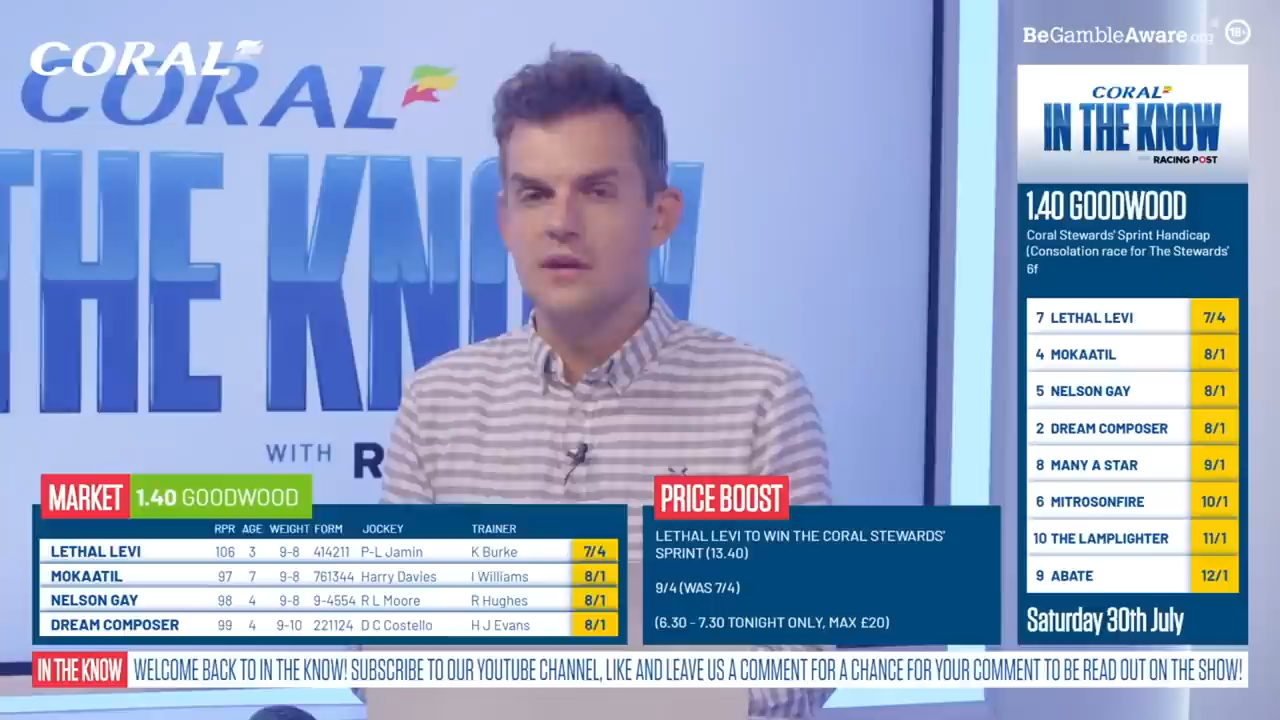 CORAL
CORAL
THE KNOW
WITH R
BeGambleAware.org 18+
CORAL
IN THE KNOW
RACING POST
1.40 GOODWOOD
Coral Stewards' Sprint Handicap
(Consolation race for The Stewards'
6f
7 LETHAL LEVI 7/4
4 MOKAATIL 8/1
5 NELSON GAY 8/1
2 DREAM COMPOSER 8/1
8 MANY A STAR 9/1
6 MITROSONFIRE 10/1
10 THE LAMPLIGHTER 11/1
9 ABATE 12/1
Saturday 30th July
MARKET 1.40 GOODWOOD
RPR AGE WEIGHT FORM JOCKEY TRAINER
LETHAL LEVI 106 3 9-8 414211 P-L Jamin K Burke 7/4
MOKAATIL 97 7 9-8 761344 Harry Davies I Williams 8/1
NELSON GAY 98 4 9-8 9-4554 R L Moore R Hughes 8/1
DREAM COMPOSER 99 4 9-10 221124 D C Costello H J Evans 8/1
PRICE BOOST
LETHAL LEVI TO WIN THE CORAL STEWARDS'
SPRINT (13.40)
9/4 (WAS 7/4)
(6.30 - 7.30 TONIGHT ONLY, MAX £20)
IN THE KNOW WELCOME BACK TO IN THE KNOW! SUBSCRIBE TO OUR YOUTUBE CHANNEL, LIKE AND LEAVE US A COMMENT FOR A CHANCE FOR YOUR COMMENT TO BE READ OUT ON THE SHOW!